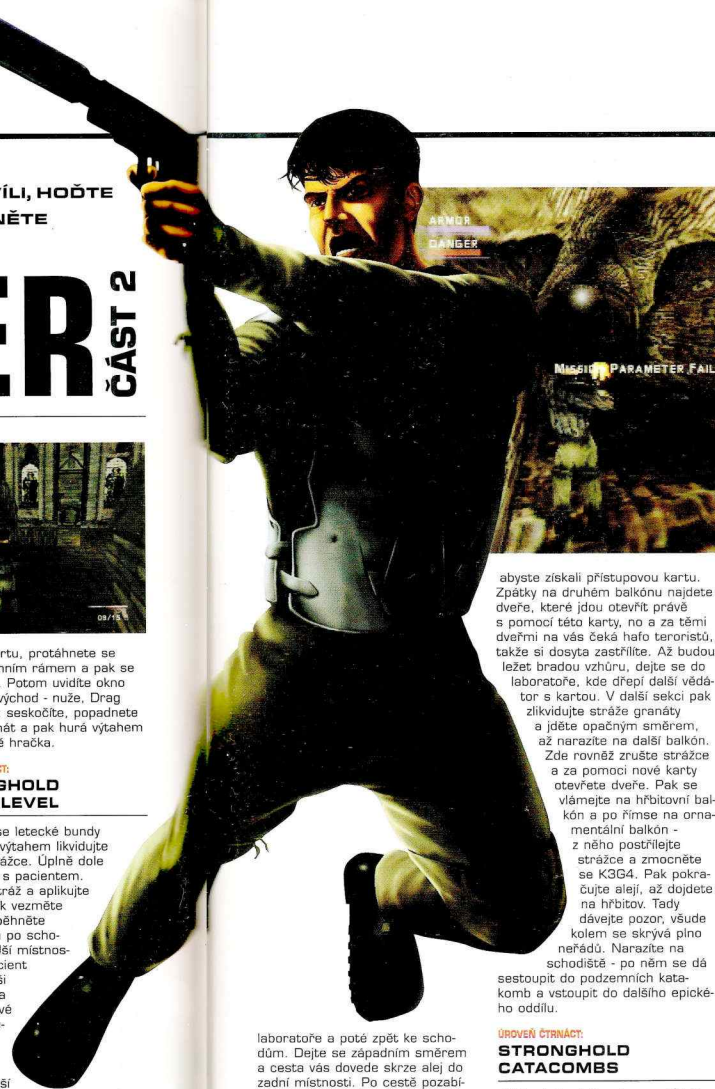 ÍLI, HOĎTE
NĚTE
ER
ČÁST 2
09/15
rtu, protáhnete se
nním rámem a pak se
. Potom uvidíte okno
východ - nuže, Drag
seskočíte, popadnete
nát a pak hurá výtahem
é hračka.
CT:
GHOLD
LEVEL
se letecké bundy
výtahem likvidujte
ážce. Úplně dole
s pacientem.
ráž a aplikujte
k vezměte
běhněte
po scho-
lší místnos-
cient
ší
a
vé
ší
ARMOR
DANGER
MISSION PARAMETER FAIL
laboratoře a poté zpět ke scho-
dům. Dejte se západním směrem
a cesta vás dovede skrze alej do
zadní místnosti. Po cestě pozabí-
abyste získali přístupovou kartu.
Zpátky na druhém balkónu najdete
dveře, které jdou otevřít právě
s pomocí této karty, no a za těmi
dveřmi na vás čeká hafo teroristů,
takže si dosyta zastřílíte. Až budou
ležet bradou vzhůru, dejte se do
laboratoře, kde dřepí další vědá-
tor s kartou. V další sekci pak
zlikvidujte stráže granáty
a jděte opačným směrem,
až narazíte na další balkón.
Zde rovněž zrušte strážce
a za pomoci nové karty
otevřete dveře. Pak se
vlámejte na hřbitovní bal-
kón a po římse na orna-
mentální balkón -
z něho postřílejte
strážce a zmocněte
se K3G4. Pak pokra-
čujte alejí, až dojdete
na hřbitov. Tady
dávejte pozor, všude
kolem se skrývá plno
neřádů. Narazíte na
schodiště - po něm se dá
sestoupit do podzemních kata-
komb a vstoupit do dalšího epické-
ho oddílu.
ÚROVEŇ ČTRNÁCT:
STRONGHOLD
CATACOMBS